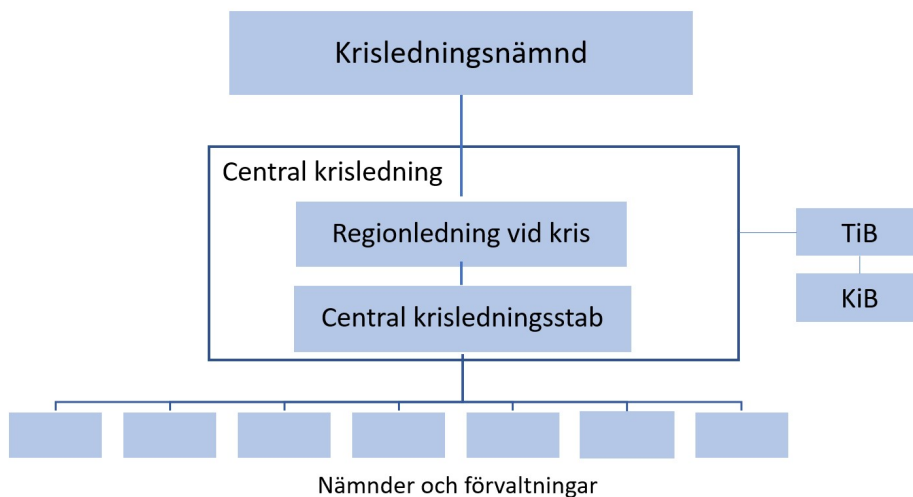 Krisledningsnämnd
Central krisledning
Regionledning vid kris
TiB
KiB
Central krisledningsstab
Nämnder och förvaltningar